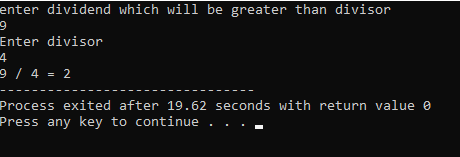 enter dividend which will be greater than divisor
9
Enter divisor
4
9 / 4 = 2
--------------------------------
Process exited after 19.62 seconds with return value 0
Press any key to continue . . .